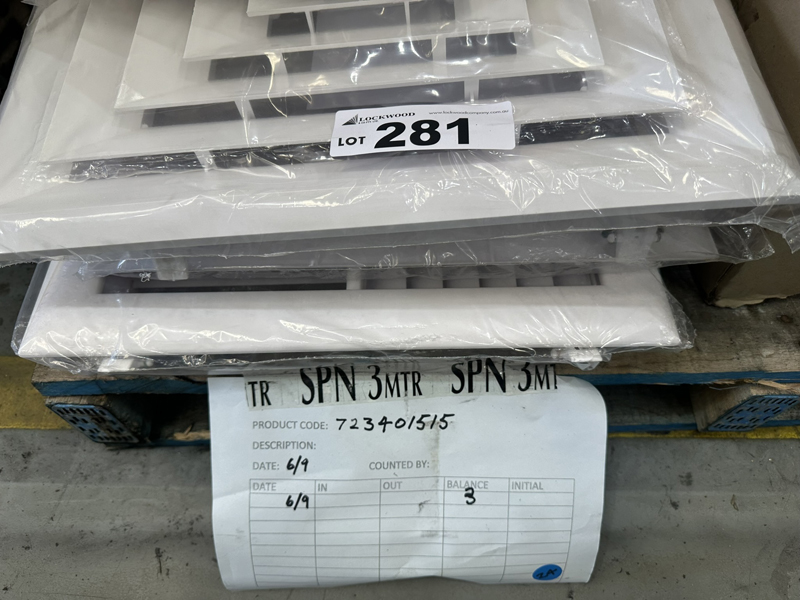 LOCKWOOD
LOT 281
TR SPN 3MTR SPN 3MT
PRODUCT CODE: 723401515
DESCRIPTION:
DATE: 6/9 COUNTED BY:
DATE IN OUT BALANCE INITIAL
6/9 3